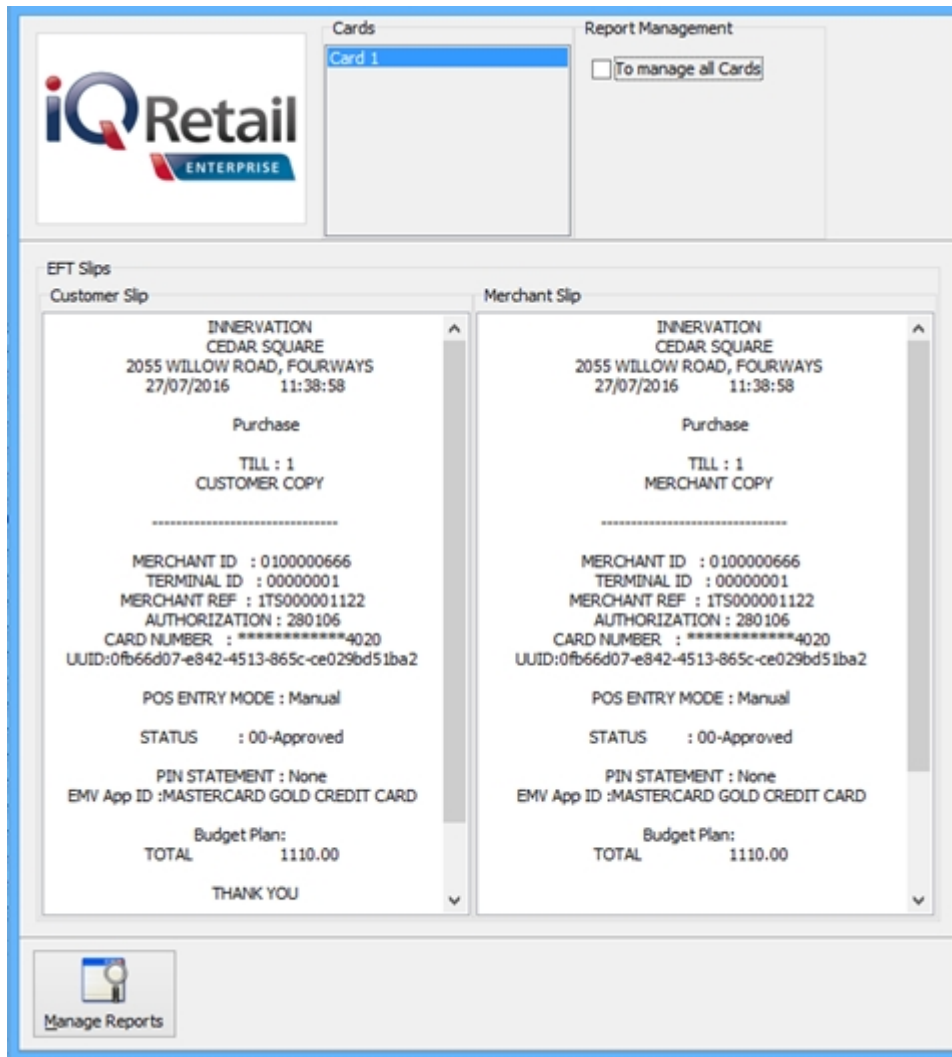 iQ Retail
ENTERPRISE
Cards
Card 1
Report Management
To manage all Cards
EFT Slips
Customer Slip
INNERVATION
CEDAR SQUARE
2055 WILLOW ROAD, FOURWAYS
27/07/2016 11:38:58
Purchase
TILL : 1
CUSTOMER COPY
--------------------------------
MERCHANT ID : 0100000666
TERMINAL ID : 00000001
MERCHANT REF : 1TS000001122
AUTHORIZATION : 280106
CARD NUMBER : ************4020
UUID:0fb66d07-e842-4513-865c-ce029bd51ba2
POS ENTRY MODE : Manual
STATUS : 00-Approved
PIN STATEMENT : None
EMV App ID :MASTERCARD GOLD CREDIT CARD
Budget Plan:
TOTAL 1110.00
THANK YOU
Merchant Slip
INNERVATION
CEDAR SQUARE
2055 WILLOW ROAD, FOURWAYS
27/07/2016 11:38:58
Purchase
TILL : 1
MERCHANT COPY
--------------------------------
MERCHANT ID : 0100000666
TERMINAL ID : 00000001
MERCHANT REF : 1TS000001122
AUTHORIZATION : 280106
CARD NUMBER : ************4020
UUID:0fb66d07-e842-4513-865c-ce029bd51ba2
POS ENTRY MODE : Manual
STATUS : 00-Approved
PIN STATEMENT : None
EMV App ID :MASTERCARD GOLD CREDIT CARD
Budget Plan:
TOTAL 1110.00
Manage Reports